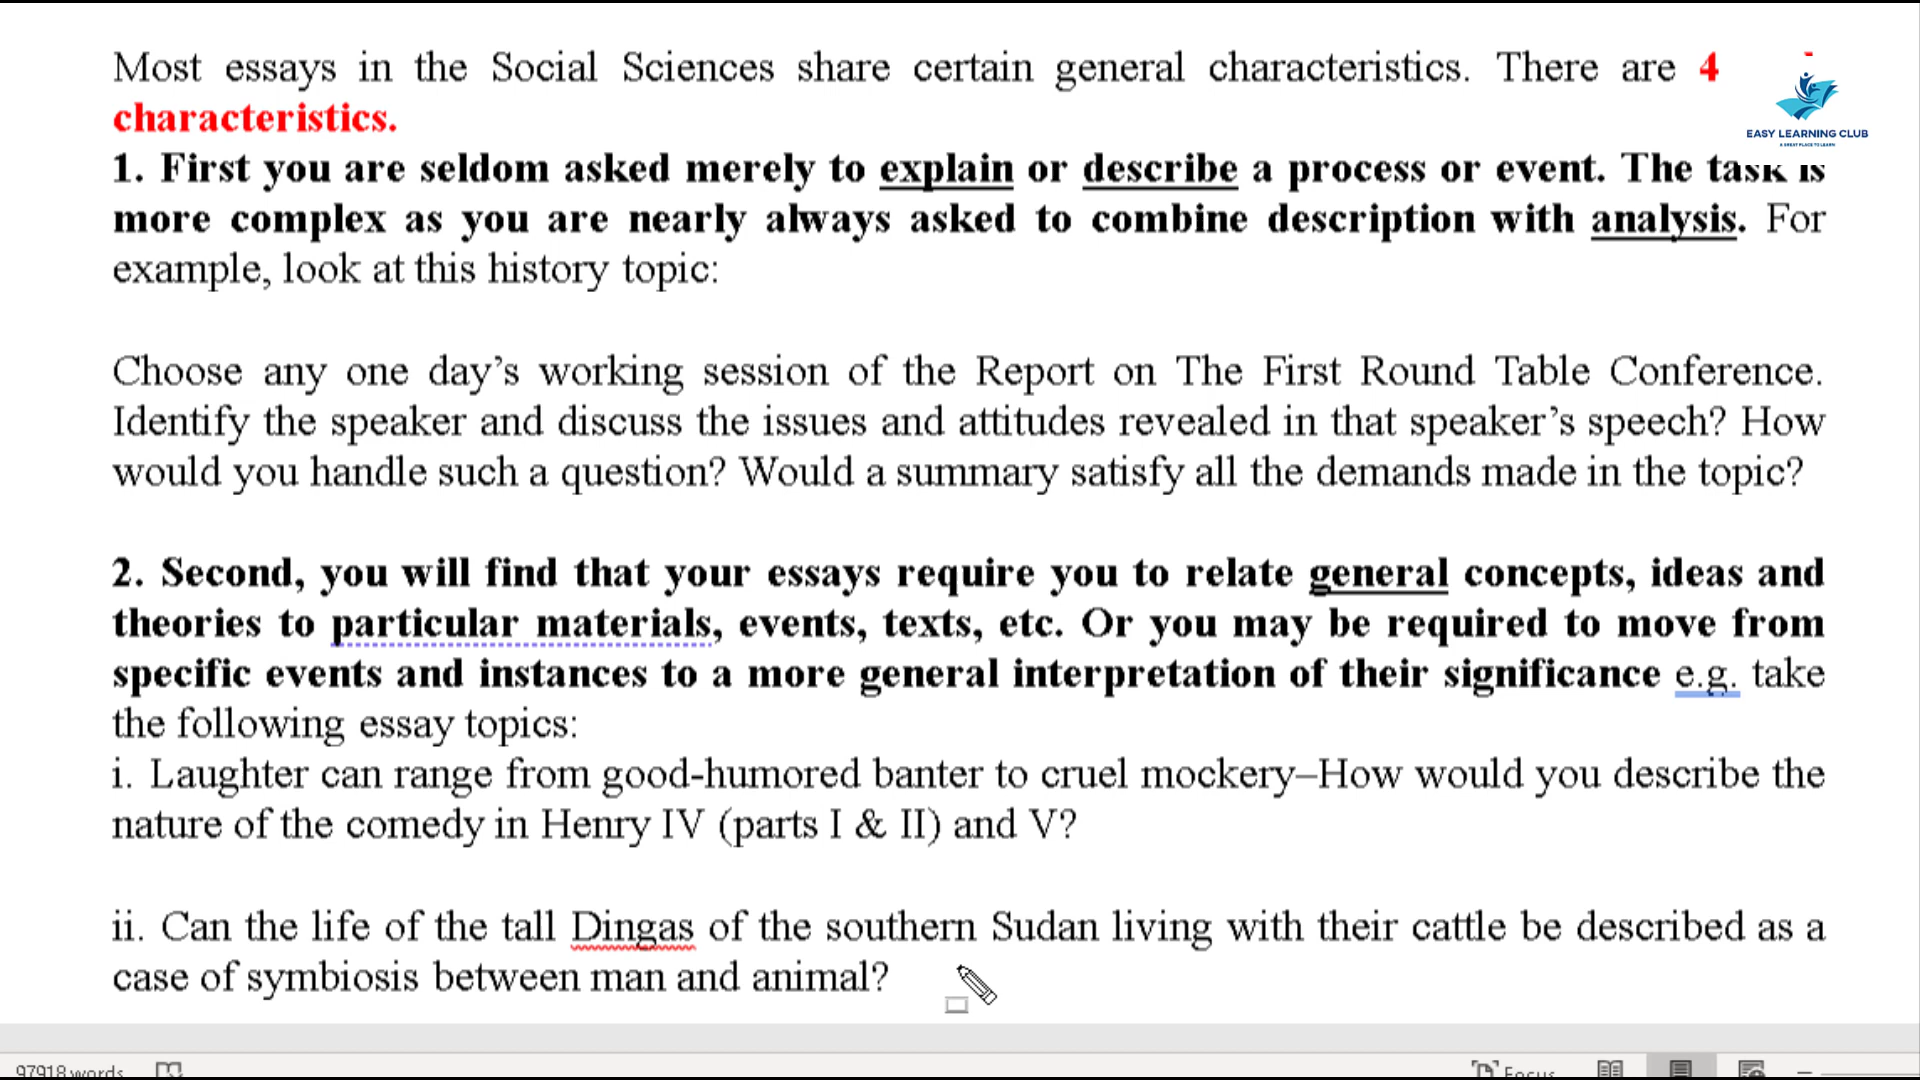 Most essays in the Social Sciences share certain general characteristics. There are 4
characteristics.
EASY LEARNING CLUB
A GREAT PLACE TO LEARN
1. First you are seldom asked merely to explain or describe a process or event. The task is
more complex as you are nearly always asked to combine description with analysis. For
example, look at this history topic:
Choose any one day’s working session of the Report on The First Round Table Conference.
Identify the speaker and discuss the issues and attitudes revealed in that speaker’s speech? How
would you handle such a question? Would a summary satisfy all the demands made in the topic?
2. Second, you will find that your essays require you to relate general concepts, ideas and
theories to particular materials, events, texts, etc. Or you may be required to move from
specific events and instances to a more general interpretation of their significance e.g. take
the following essay topics:
i. Laughter can range from good-humored banter to cruel mockery–How would you describe the
nature of the comedy in Henry IV (parts I & II) and V?
ii. Can the life of the tall Dingas of the southern Sudan living with their cattle be described as a
case of symbiosis between man and animal?
97918 words
Focus